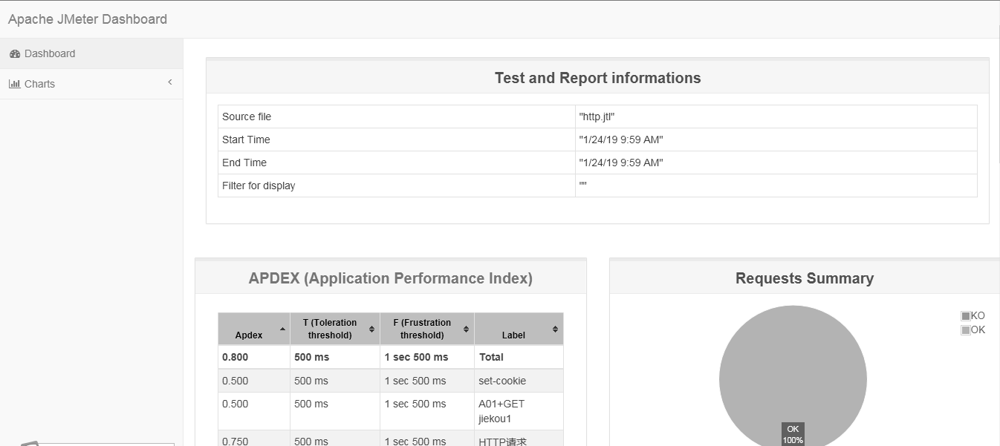 Apache JMeter Dashboard
Dashboard
Charts
Test and Report informations
Source file "http.jtl"
Start Time "1/24/19 9:59 AM"
End Time "1/24/19 9:59 AM"
Filter for display ""
APDEX (Application Performance Index)
Apdex T (Toleration threshold) F (Frustration threshold) Label
0.800 500 ms 1 sec 500 ms Total
0.500 500 ms 1 sec 500 ms set-cookie
0.500 500 ms 1 sec 500 ms A01+GET
jiekou1
0.750 500 ms 1 sec 500 ms HTTP请求
Requests Summary
KO
OK
OK
100%